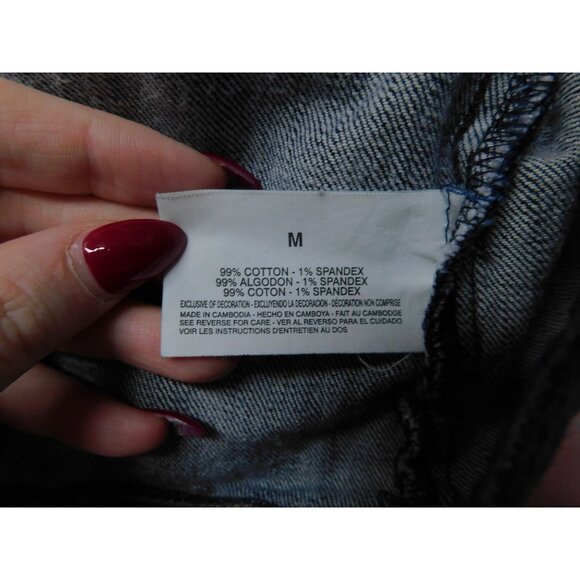 M
99% COTTON - 1% SPANDEX
99% ALGODON - 1% SPANDEX
99% COTON - 1% SPANDEX
EXCLUSIVE OF DECORATION - EXCLUYENDO LA DECORACION - DÉCORATION NON COMPRISE
MADE IN CAMBODIA - HECHO EN CAMBOYA - FAIT AU CAMBODGE
SEE REVERSE FOR CARE - VER AL REVERSO PARA EL CUIDADO
VOIR LES INSTRUCTIONS D'ENTRETIEN AU DOS